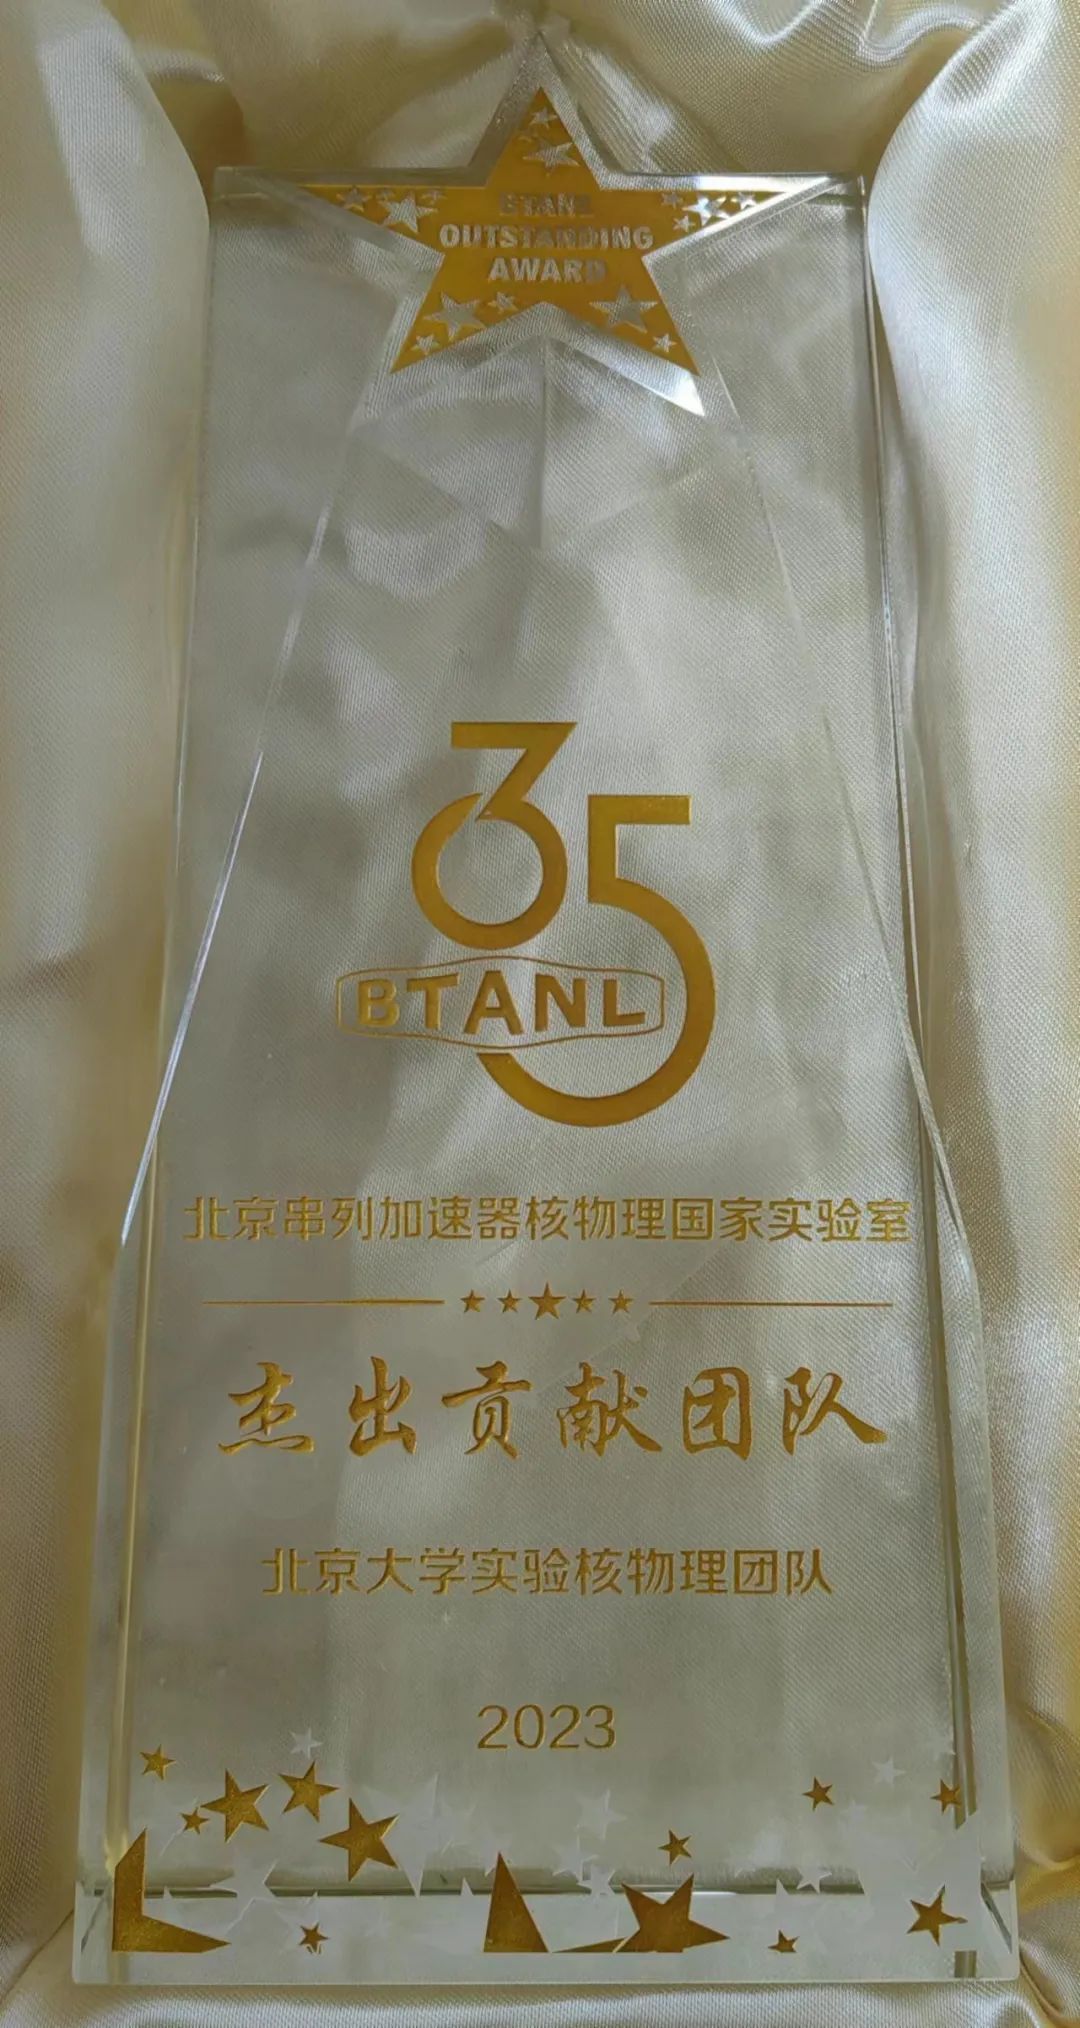 BTANL
OUTSTANDING
AWARD
35
BTANL
北京串列加速器核物理国家实验室
杰出贡献团队
北京大学实验核物理团队
2023